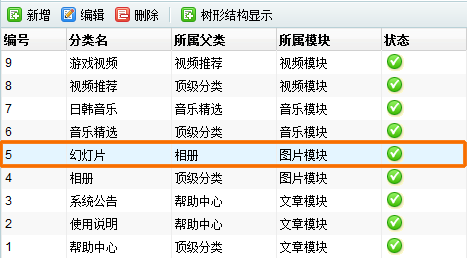 新增 编辑 删除 树形结构显示
编号 分类名 所属父类 所属模块 状态
9 游戏视频 视频推荐 视频模块
8 视频推荐 顶级分类 视频模块
7 日韩音乐 音乐精选 音乐模块
6 音乐精选 顶级分类 音乐模块
5 幻灯片 相册 图片模块
4 相册 顶级分类 图片模块
3 系统公告 帮助中心 文章模块
2 使用说明 帮助中心 文章模块
1 帮助中心 顶级分类 文章模块